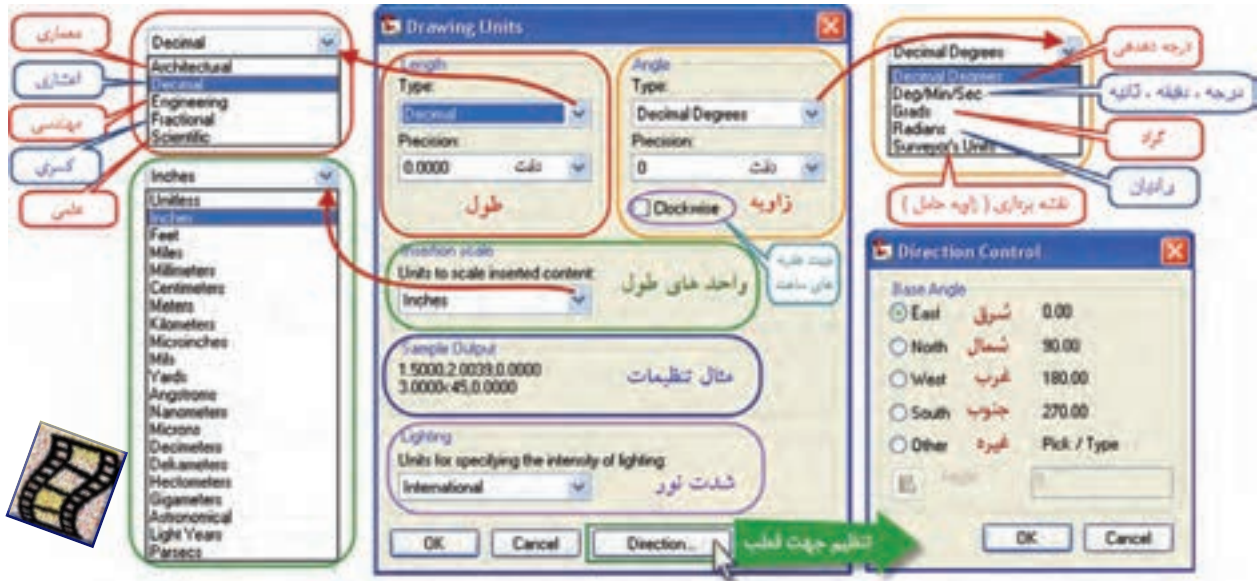 معماری
اعشاری
مهندسی
کسری
علمی
Decimal
Architectural
Decimal
Engineering
Fractional
Scientific
Inches
Unitless
Inches
Feet
Miles
Millimeters
Centimeters
Meters
Kilometers
Microinches
Mils
Yards
Angstroms
Nanometers
Microns
Decimeters
Dekameters
Hectometers
Gigameters
Astronomical
Light Years
Parsecs
Drawing Units
Length
Type:
Decimal
Precision:
0.0000 دقت
طول
Angle
Type:
Decimal Degrees
Precision:
0 دقت
Clockwise زاویه
جهت عقربه
های ساعت
Insertion scale
Units to scale inserted content:
Inches
واحد های طول
Sample Output
1.5000,2.0039,0.0000
3.0000<45,0.0000
مثال تنظیمات
Lighting
Units for specifying the intensity of lighting:
International
شدت نور
OK Cancel Direction...
تنظیم جهت قطب
Decimal Degrees
Decimal Degrees
Deg/Min/Sec
Grads
Radians
Surveyor's Units
درجه دهدهی
درجه ، دقیقه ، ثانیه
گراد
رادیان
نقشه برداری ( زاویه حامل )
Direction Control
Base Angle
East شرق 0.00
North شمال 90.00
West غرب 180.00
South جنوب 270.00
Other غیره Pick / Type
Angle:
OK Cancel